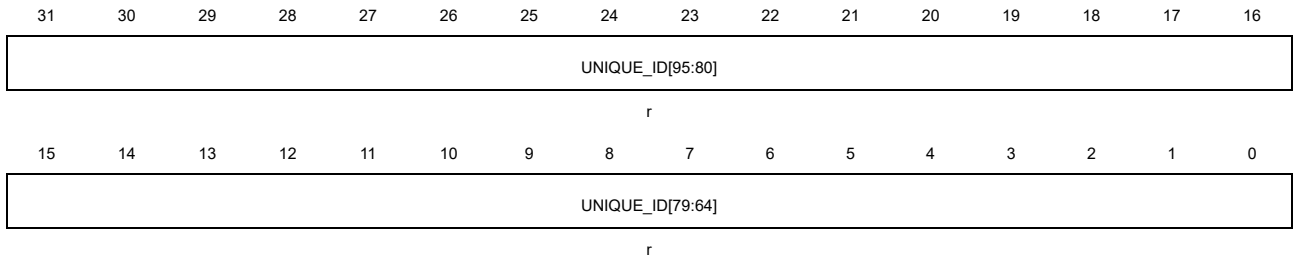 31 30 29 28 27 26 25 24 23 22 21 20 19 18 17 16
UNIQUE_ID[95:80]
r
15 14 13 12 11 10 9 8 7 6 5 4 3 2 1 0
UNIQUE_ID[79:64]
r